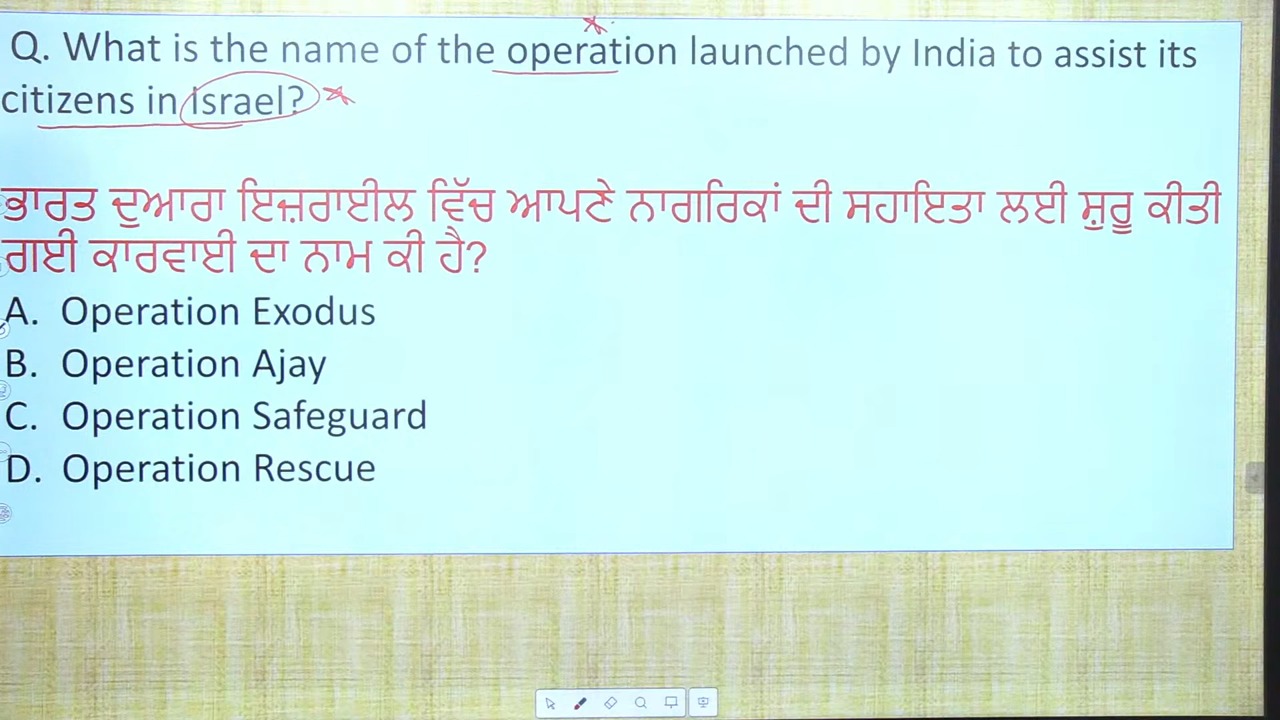 Q. What is the name of the operation launched by India to assist its
citizens in Israel?
ਭਾਰਤ ਦੁਆਰਾ ਇਜ਼ਰਾਈਲ ਵਿੱਚ ਆਪਣੇ ਨਾਗਰਿਕਾਂ ਦੀ ਸਹਾਇਤਾ ਲਈ ਸ਼ੁਰੂ ਕੀਤੀ
ਗਈ ਕਾਰਵਾਈ ਦਾ ਨਾਮ ਕੀ ਹੈ?
A. Operation Exodus
B. Operation Ajay
C. Operation Safeguard
D. Operation Rescue